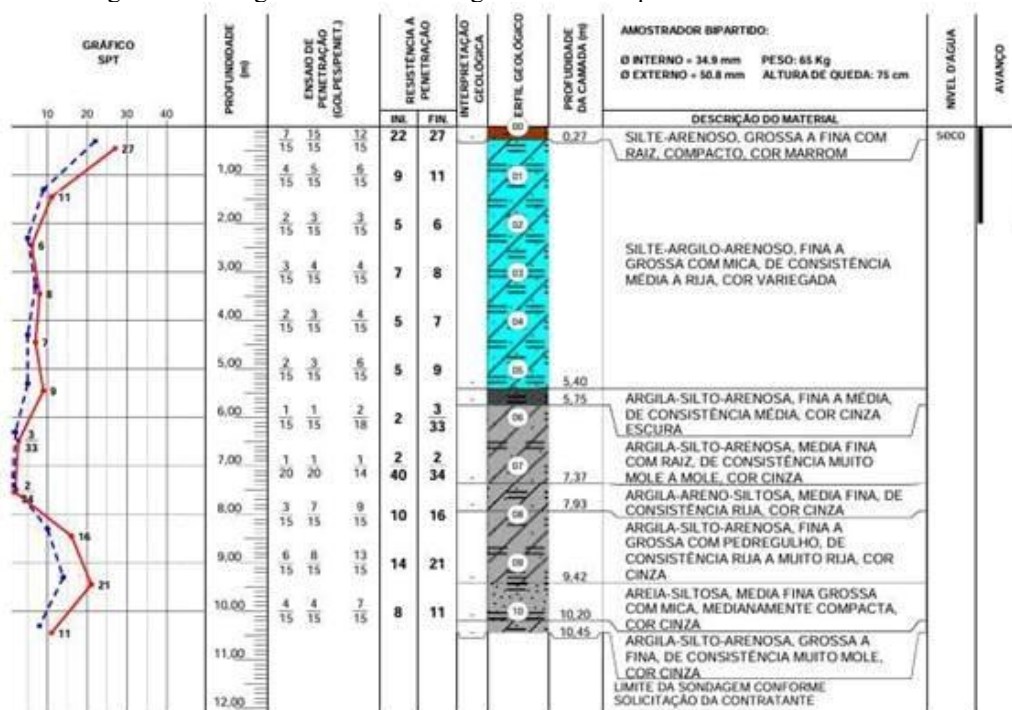 GRÁFICO
SPT
10 20 30 40
PROFUNDIDADE
(m)
ENSAIO DE
PENETRAÇÃO
(GOLPES/PENET.)
RESISTÊNCIA À
PENETRAÇÃO
INI. FIN.
INTERPRETAÇÃO
GEOLÓGICA
ERFIL GEOLÓGICO
PROFUDIDADE
DA CAMADA (m)
AMOSTRADOR BIPARTIDO:
Ø INTERNO = 34.9 mm PESO: 65 Kg
Ø EXTERNO = 50.8 mm ALTURA DE QUEDA: 75 cm
DESCRIÇÃO DO MATERIAL
NÍVEL D'ÁGUA
AVANÇO
27
11
6
8
7
9
3
33
2
34
16
21
11
1,00
2,00
3,00
4,00
5,00
6,00
7,00
8,00
9,00
10,00
11,00
12,00
7 15 12
15 15 15
22 27
4 5 6
15 15 15
9 11
2 3 3
15 15 15
5 6
3 4 4
15 15 15
7 8
2 3 4
15 15 15
5 7
2 3 6
15 15 15
5 9
1 1 2
15 15 18
2 3
33
1 1 1
20 20 14
2 2
40 34
3 7 9
15 15 15
10 16
6 8 13
15 15 15
14 21
4 4 7
15 15 15
8 11
00
01
02
03
04
05
06
07
08
09
10
0,27
5,40
5,75
7,37
7,93
9,42
10,20
10,45
SILTE-ARENOSO, GROSSA A FINA COM
RAIZ, COMPACTO, COR MARROM
SILTE-ARGILO-ARENOSO, FINA A
GROSSA COM MICA, DE CONSISTÊNCIA
MÉDIA A RIJA, COR VARIEGADA
ARGILA-SILTO-ARENOSA, FINA A MÉDIA,
DE CONSISTÊNCIA MÉDIA, COR CINZA
ESCURA
ARGILA-SILTO-ARENOSA, MEDIA FINA
COM RAIZ, DE CONSISTÊNCIA MUITO
MOLE A MOLE, COR CINZA
ARGILA-ARENO-SILTOSA, MEDIA FINA, DE
CONSISTÊNCIA RIJA, COR CINZA
ARGILA-SILTO-ARENOSA, FINA A
GROSSA COM PEDREGULHO, DE
CONSISTÊNCIA RIJA A MUITO RIJA, COR
CINZA
AREIA-SILTOSA, MEDIA FINA GROSSA
COM MICA, MEDIANAMENTE COMPACTA,
COR CINZA
ARGILA-SILTO-ARENOSA, GROSSA A
FINA, DE CONSISTÊNCIA MUITO MOLE,
COR CINZA
LIMITE DA SONDAGEM CONFORME
SOLICITAÇÃO DA CONTRATANTE
SOCO